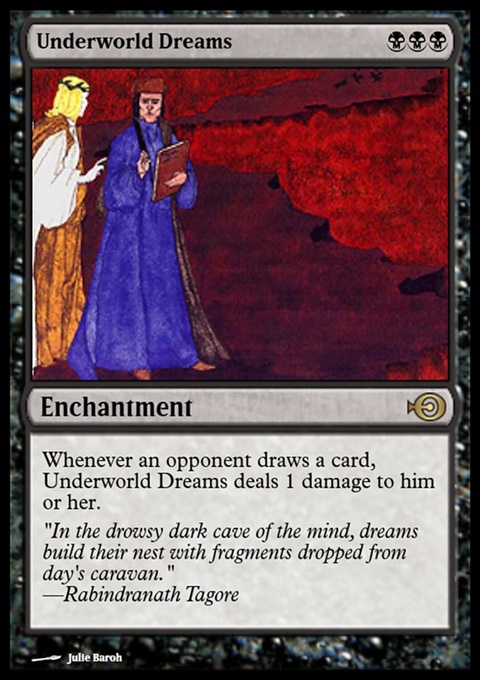 Underworld Dreams
Enchantment
Whenever an opponent draws a card,
Underworld Dreams deals 1 damage to him
or her.
"In the drowsy dark cave of the mind, dreams
build their nest with fragments dropped from
day's caravan."
—Rabindranath Tagore
Julie Baroh